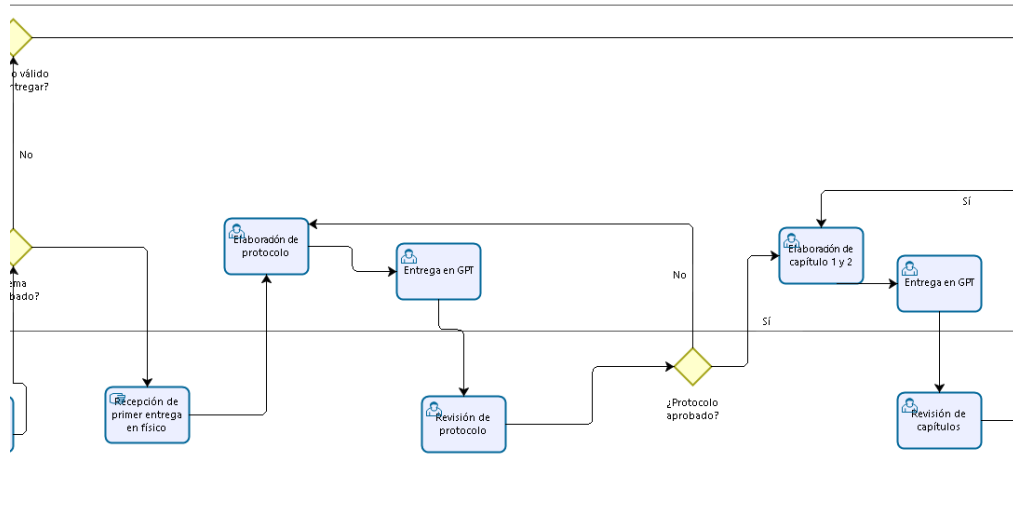 o válido
tregar?
No
Elaboración de
protocolo
Entrega en GPT
No
Sí
Elaboración de
capítulo 1 y 2
Entrega en GPT
ema
bado?
Sí
Recepción de
primer entrega
en físico
Revisión de
protocolo
¿Protocolo
aprobado?
Revisión de
capítulos